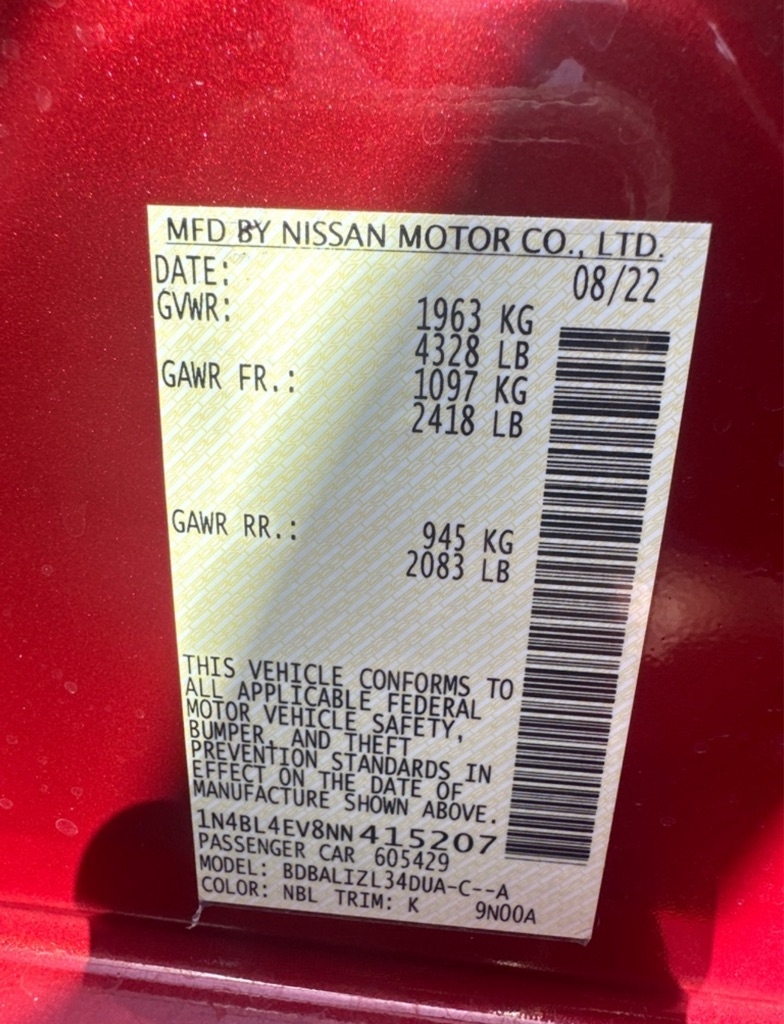 MFD BY NISSAN MOTOR CO., LTD.
DATE: 08/22
GVWR: 1963 KG
4328 LB
GAWR FR.: 1097 KG
2418 LB
GAWR RR.: 945 KG
2083 LB
THIS VEHICLE CONFORMS TO
ALL APPLICABLE FEDERAL
MOTOR VEHICLE SAFETY,
BUMPER, AND THEFT
PREVENTION STANDARDS IN
EFFECT ON THE DATE OF
MANUFACTURE SHOWN ABOVE.
1N4BL4EV8NN415207
PASSENGER CAR 605429
MODEL: BDBALIZL34DUA-C--A
COLOR: NBL TRIM: K 9N00A